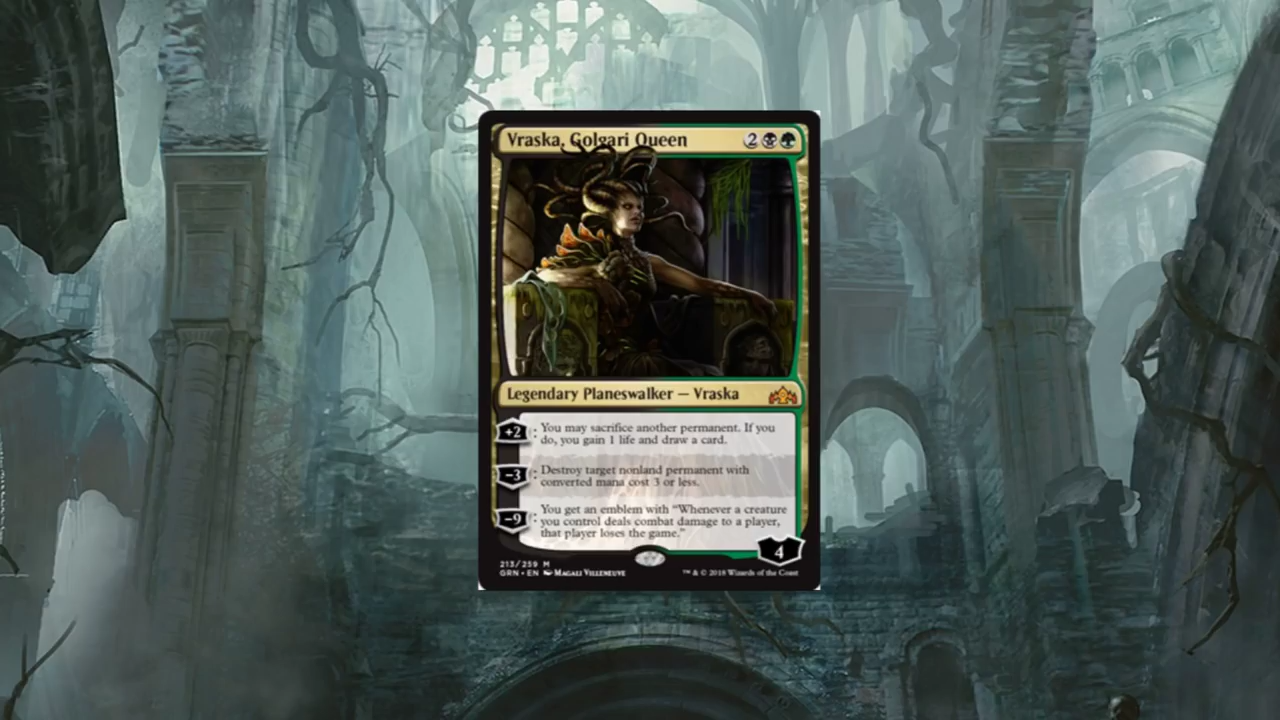 Vraska, Golgari Queen 2
Legendary Planeswalker — Vraska
+2: You may sacrifice another permanent. If you
do, you gain 1 life and draw a card.
−3: Destroy target nonland permanent with
converted mana cost 3 or less.
−9: You get an emblem with “Whenever a creature
you control deals combat damage to a player,
that player loses the game.”
4
213/259 M
GRN • EN Magali Villeneuve ™ & © 2018 Wizards of the Coast